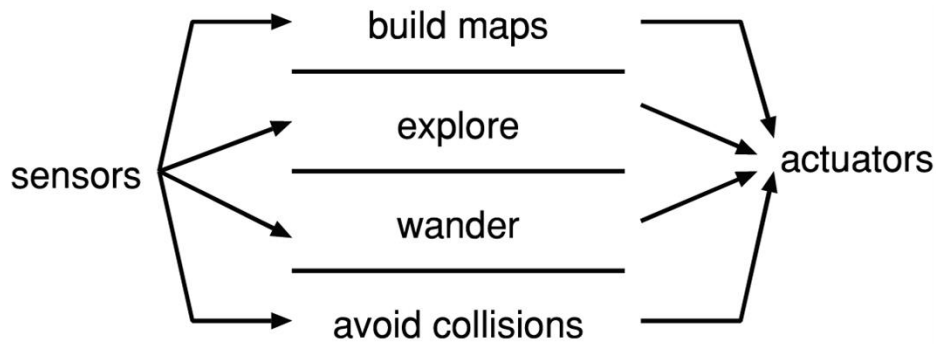 build maps
explore
sensors
actuators
wander
avoid collisions